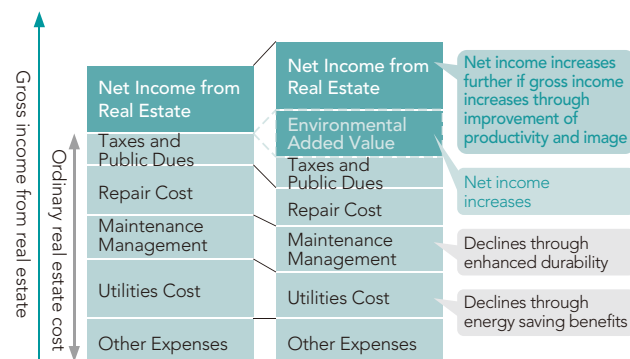 Gross income from real estate
Ordinary real estate cost
Net Income from
Real Estate
Taxes and
Public Dues
Repair Cost
Maintenance
Management
Utilities Cost
Other Expenses
Net Income from
Real Estate
Environmental
Added Value
Taxes and
Public Dues
Repair Cost
Maintenance
Management
Utilities Cost
Other Expenses
Net income increases
further if gross income
increases through
improvement of
productivity and image
Net income
increases
Declines through
enhanced durability
Declines through
energy saving benefits